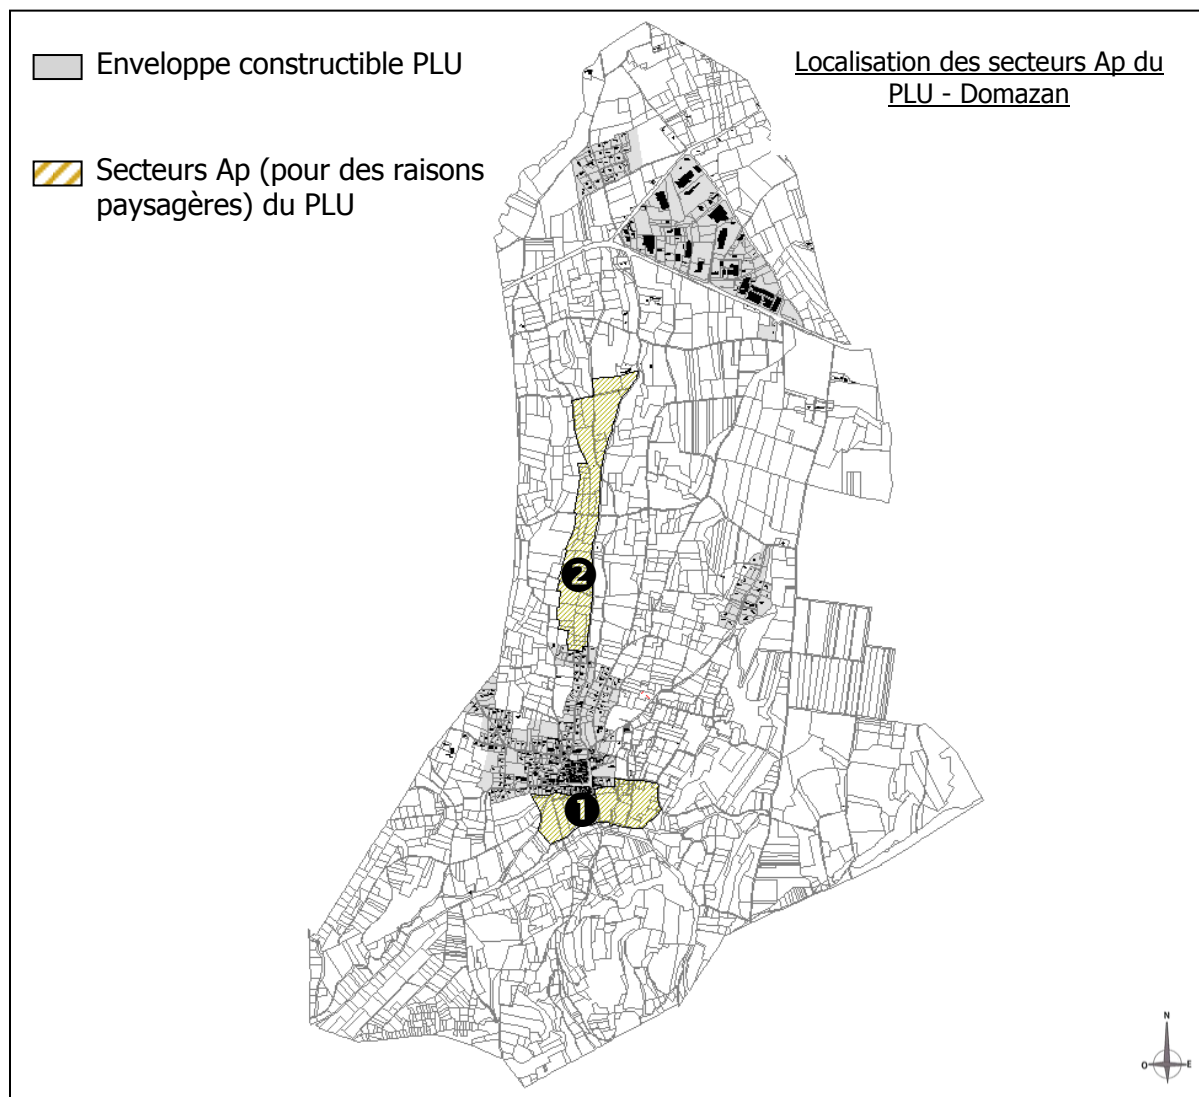 Enveloppe constructible PLU
Localisation des secteurs Ap du
PLU - Domazan
Secteurs Ap (pour des raisons
paysagères) du PLU
2
1
N
O
E